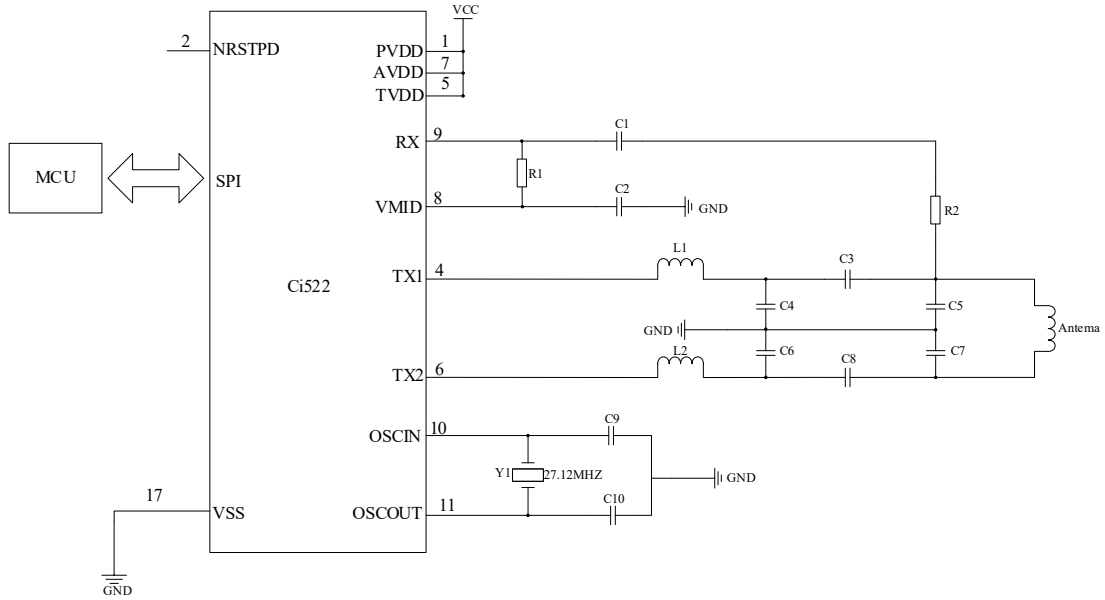 VCC
2
NRSTPD
PVDD
1
AVDD
7
TVDD
5
RX
9
C1
MCU
SPI
R1
VMID
8
C2
GND
R2
Ci522
TX1
4
L1
C3
C4
C5
GND
Antema
TX2
6
L2
C6
C8
C7
OSCIN
10
C9
Y1
27.12MHZ
GND
C10
17
VSS
OSCOUT
11
GND